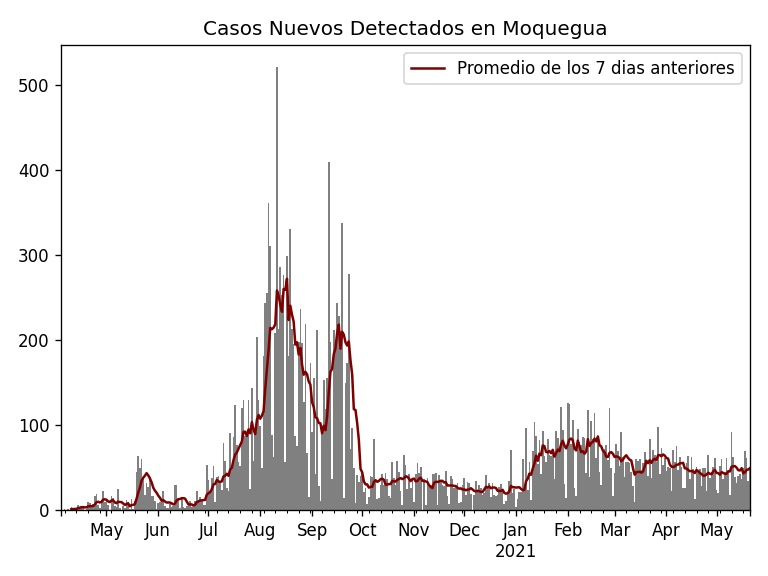 Casos Nuevos Detectados en Moquegua
Promedio de los 7 dias anteriores
500
400
300
200
100
0
May Jun Jul Aug Sep Oct Nov Dec Jan Feb Mar Apr May
2021